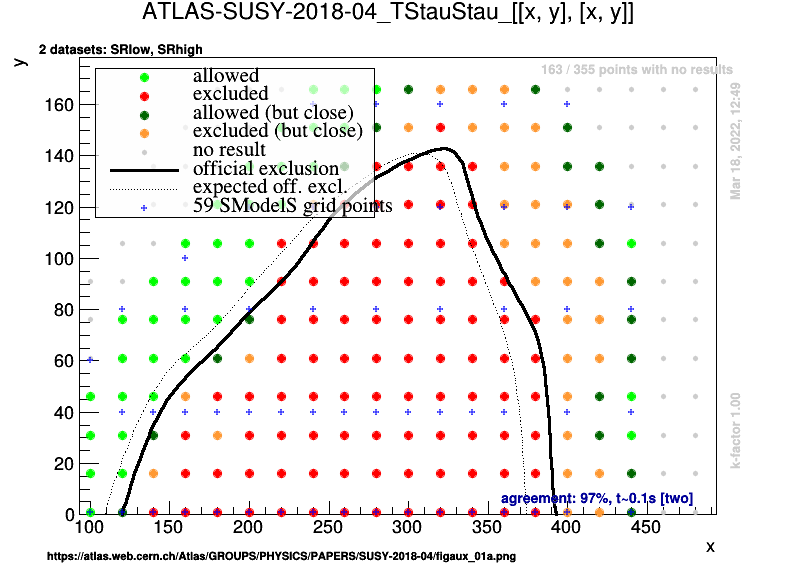 ATLAS-SUSY-2018-04_TStauStau_[[x, y], [x, y]]
2 datasets: SRlow, SRhigh
y
163 / 355 points with no results
allowed
excluded
allowed (but close)
excluded (but close)
no result
official exclusion
expected off. excl.
59 SModelS grid points
Mar 18, 2022, 12:49
k-factor 1.00
160
140
120
100
80
60
40
20
0
agreement: 97%, t~0.1s [two]
100 150 200 250 300 350 400 450
x
https://atlas.web.cern.ch/Atlas/GROUPS/PHYSICS/PAPERS/SUSY-2018-04/figaux_01a.png